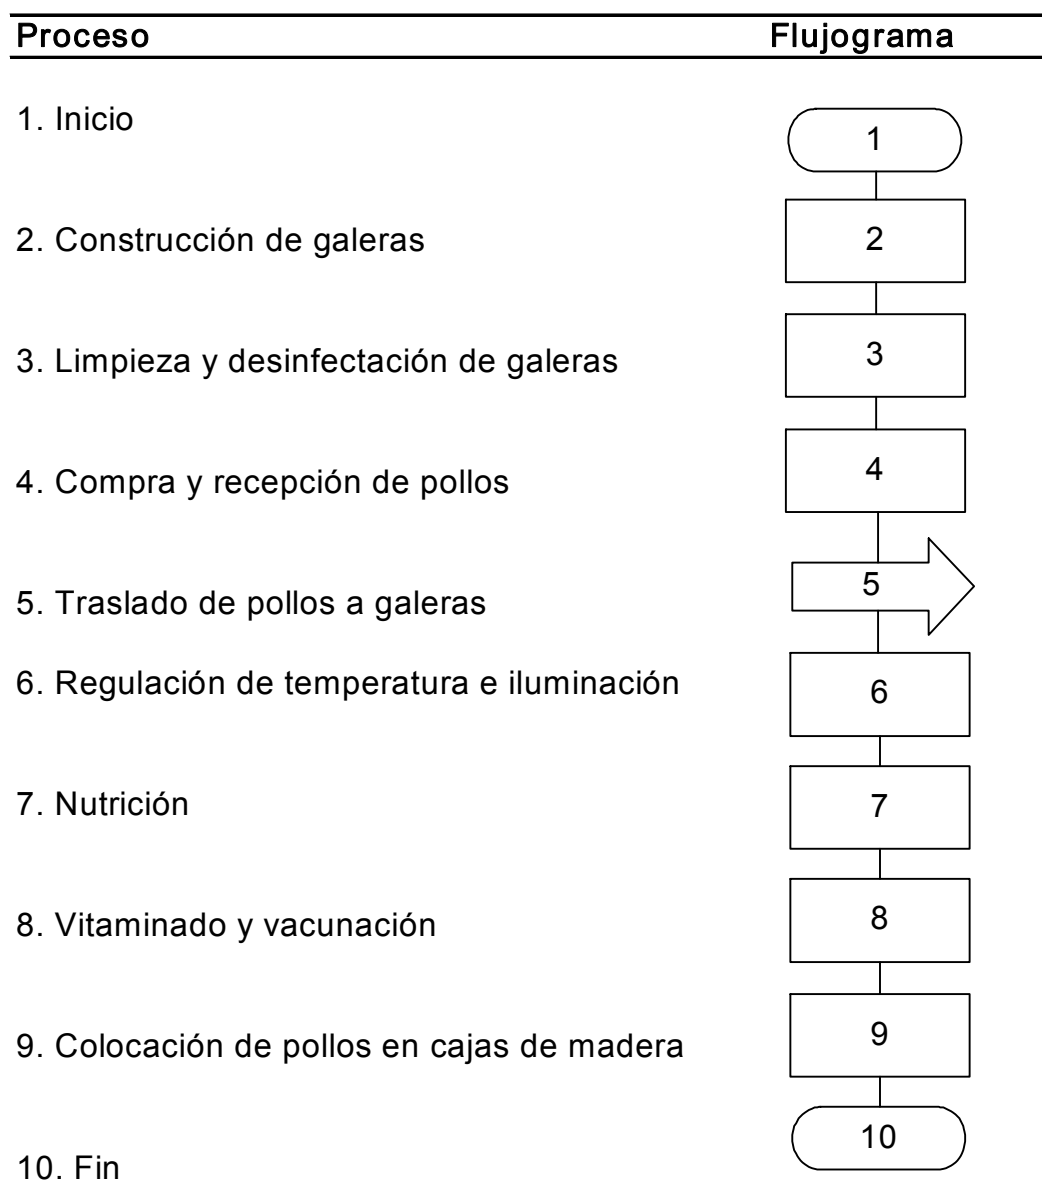 Proceso Flujograma
1. Inicio
1
2. Construcción de galeras
2
3. Limpieza y desinfectación de galeras
3
4. Compra y recepción de pollos
4
5. Traslado de pollos a galeras
5
6. Regulación de temperatura e iluminación
6
7. Nutrición
7
8. Vitaminado y vacunación
8
9. Colocación de pollos en cajas de madera
9
10. Fin
10